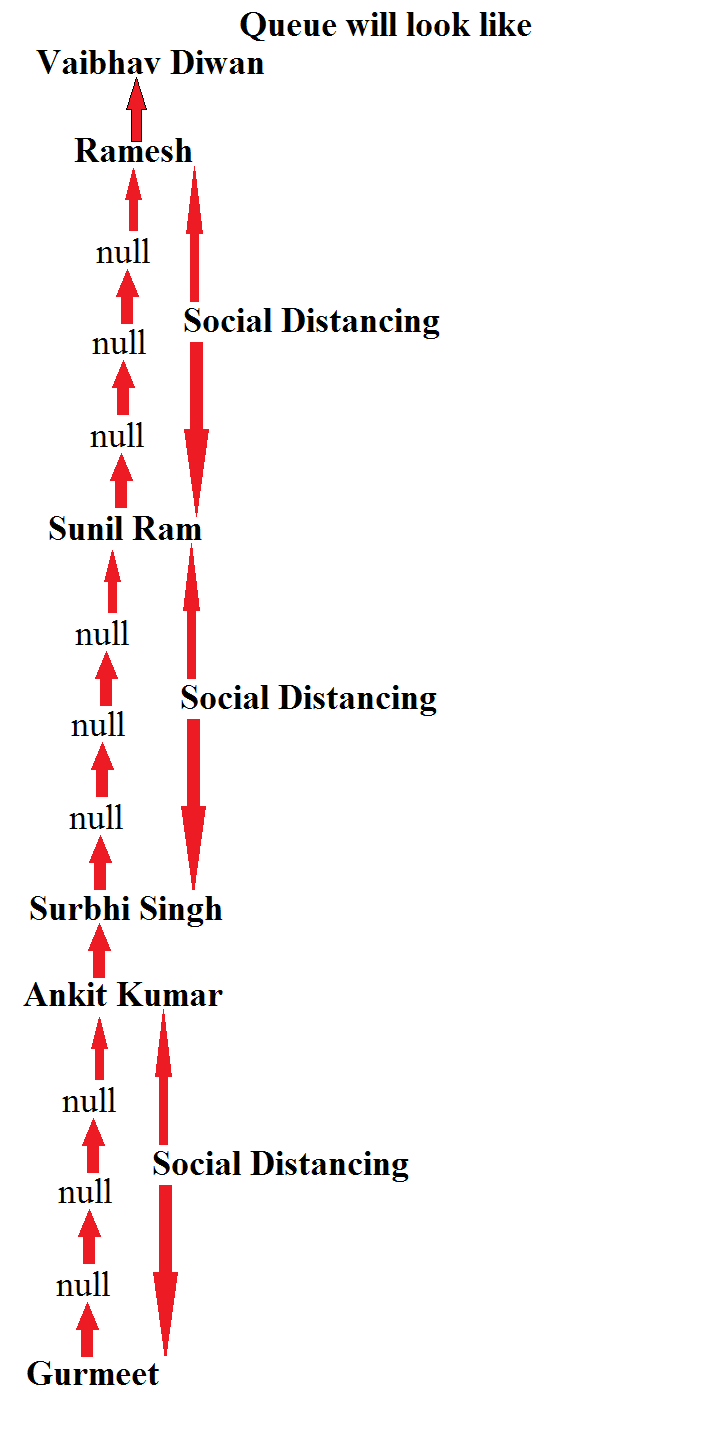 Queue will look like
Vaibhav Diwan
Ramesh
null
Social Distancing
null
null
Sunil Ram
null
Social Distancing
null
null
Surbhi Singh
Ankit Kumar
null
Social Distancing
null
null
Gurmeet